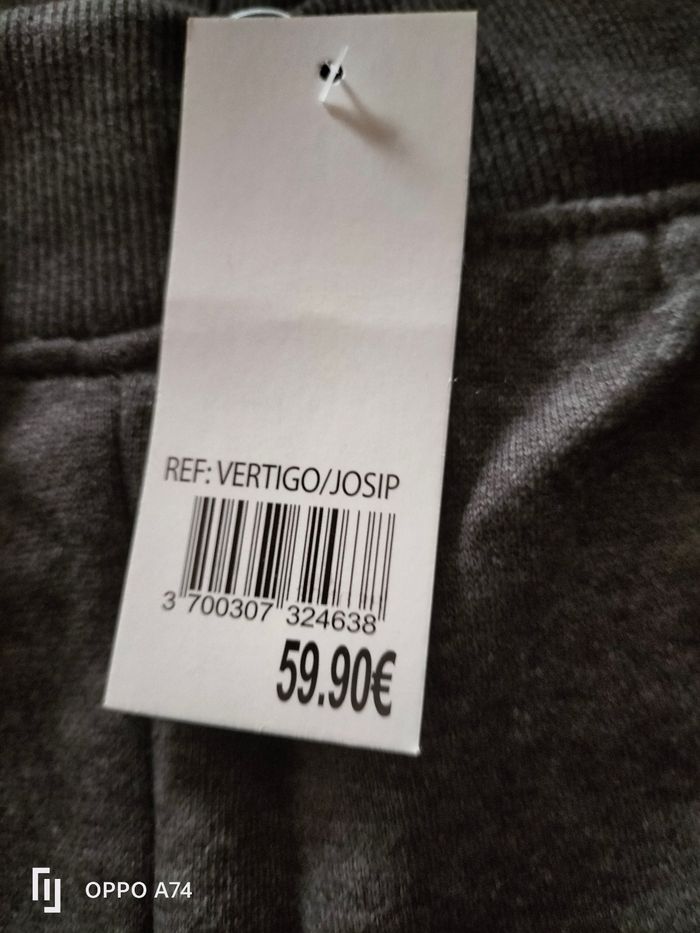 REF: VERTIGO/JOSIP
3 700307 324638
59.90€
OPPO A74